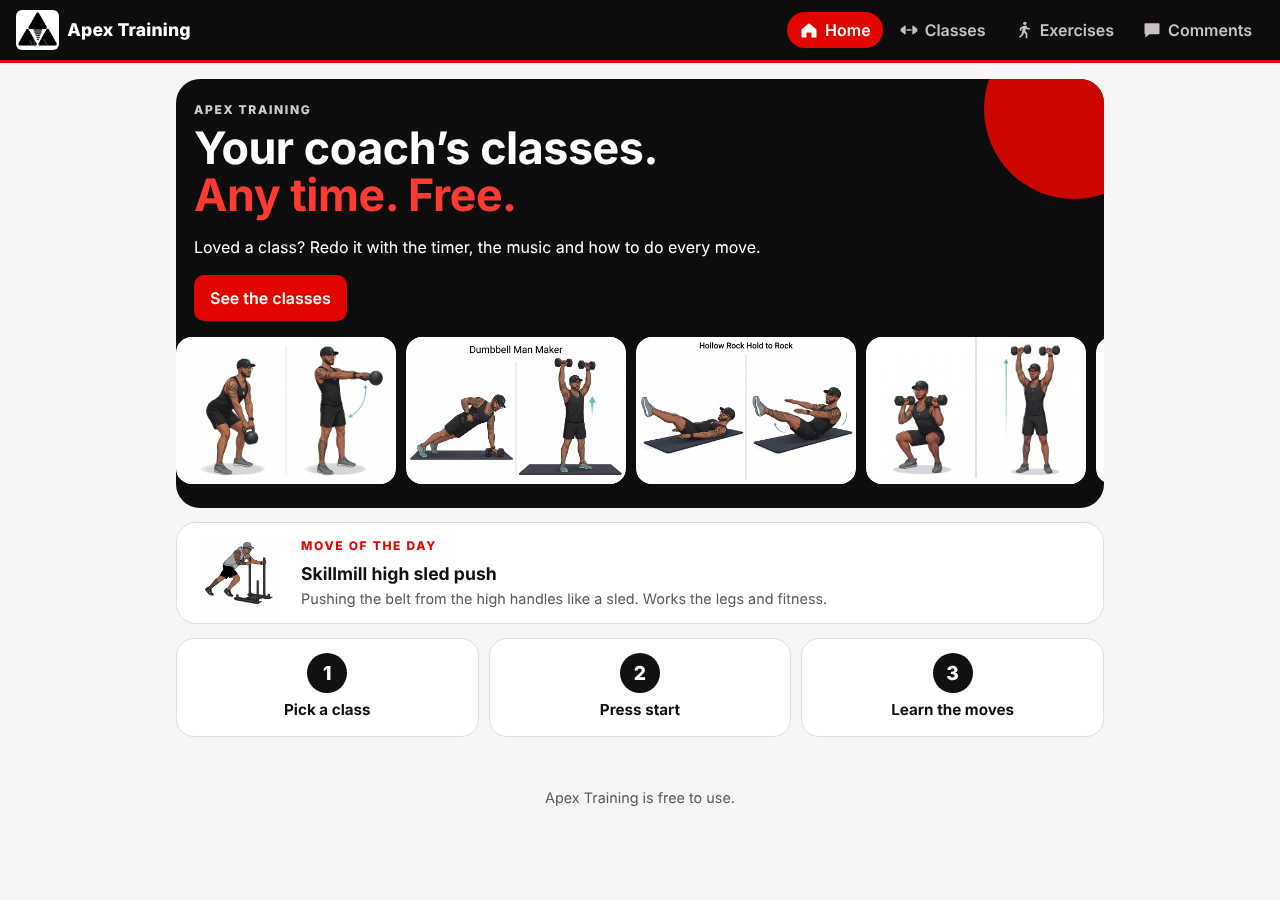 Apex Training
Home
Classes
Exercises
Comments
APEX TRAINING
Your coach’s classes.
Any time. Free.
Loved a class? Redo it with the timer, the music and how to do every move.
See the classes
Dumbbell Man Maker
Hollow Rock Hold to Rock
MOVE OF THE DAY
Skillmill high sled push
Pushing the belt from the high handles like a sled. Works the legs and fitness.
1
Pick a class
2
Press start
3
Learn the moves
Apex Training is free to use.